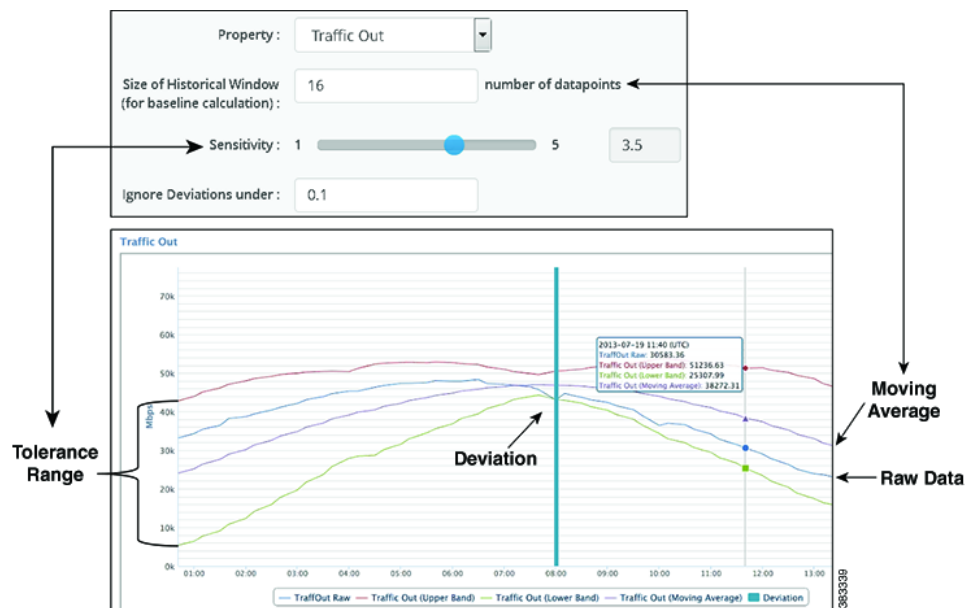 Property :
Traffic Out
Size of Historical Window
(for baseline calculation) :
16
number of datapoints
Sensitivity :
1
5
3.5
Ignore Deviations under :
0.1
Traffic Out
70k
60k
50k
40k
30k
20k
10k
0k
Mbps
2013-07-19 11:40 (UTC)
TraffOut Raw: 30583.36
Traffic Out (Upper Band): 51236.63
Traffic Out (Lower Band): 25307.99
Traffic Out (Moving Average): 38272.31
Tolerance
Range
Deviation
Moving
Average
Raw Data
01:00 02:00 03:00 04:00 05:00 06:00 07:00 08:00 09:00 10:00 11:00 12:00 13:00
TraffOut Raw Traffic Out (Upper Band) Traffic Out (Lower Band) Traffic Out (Moving Average) Deviation
383339